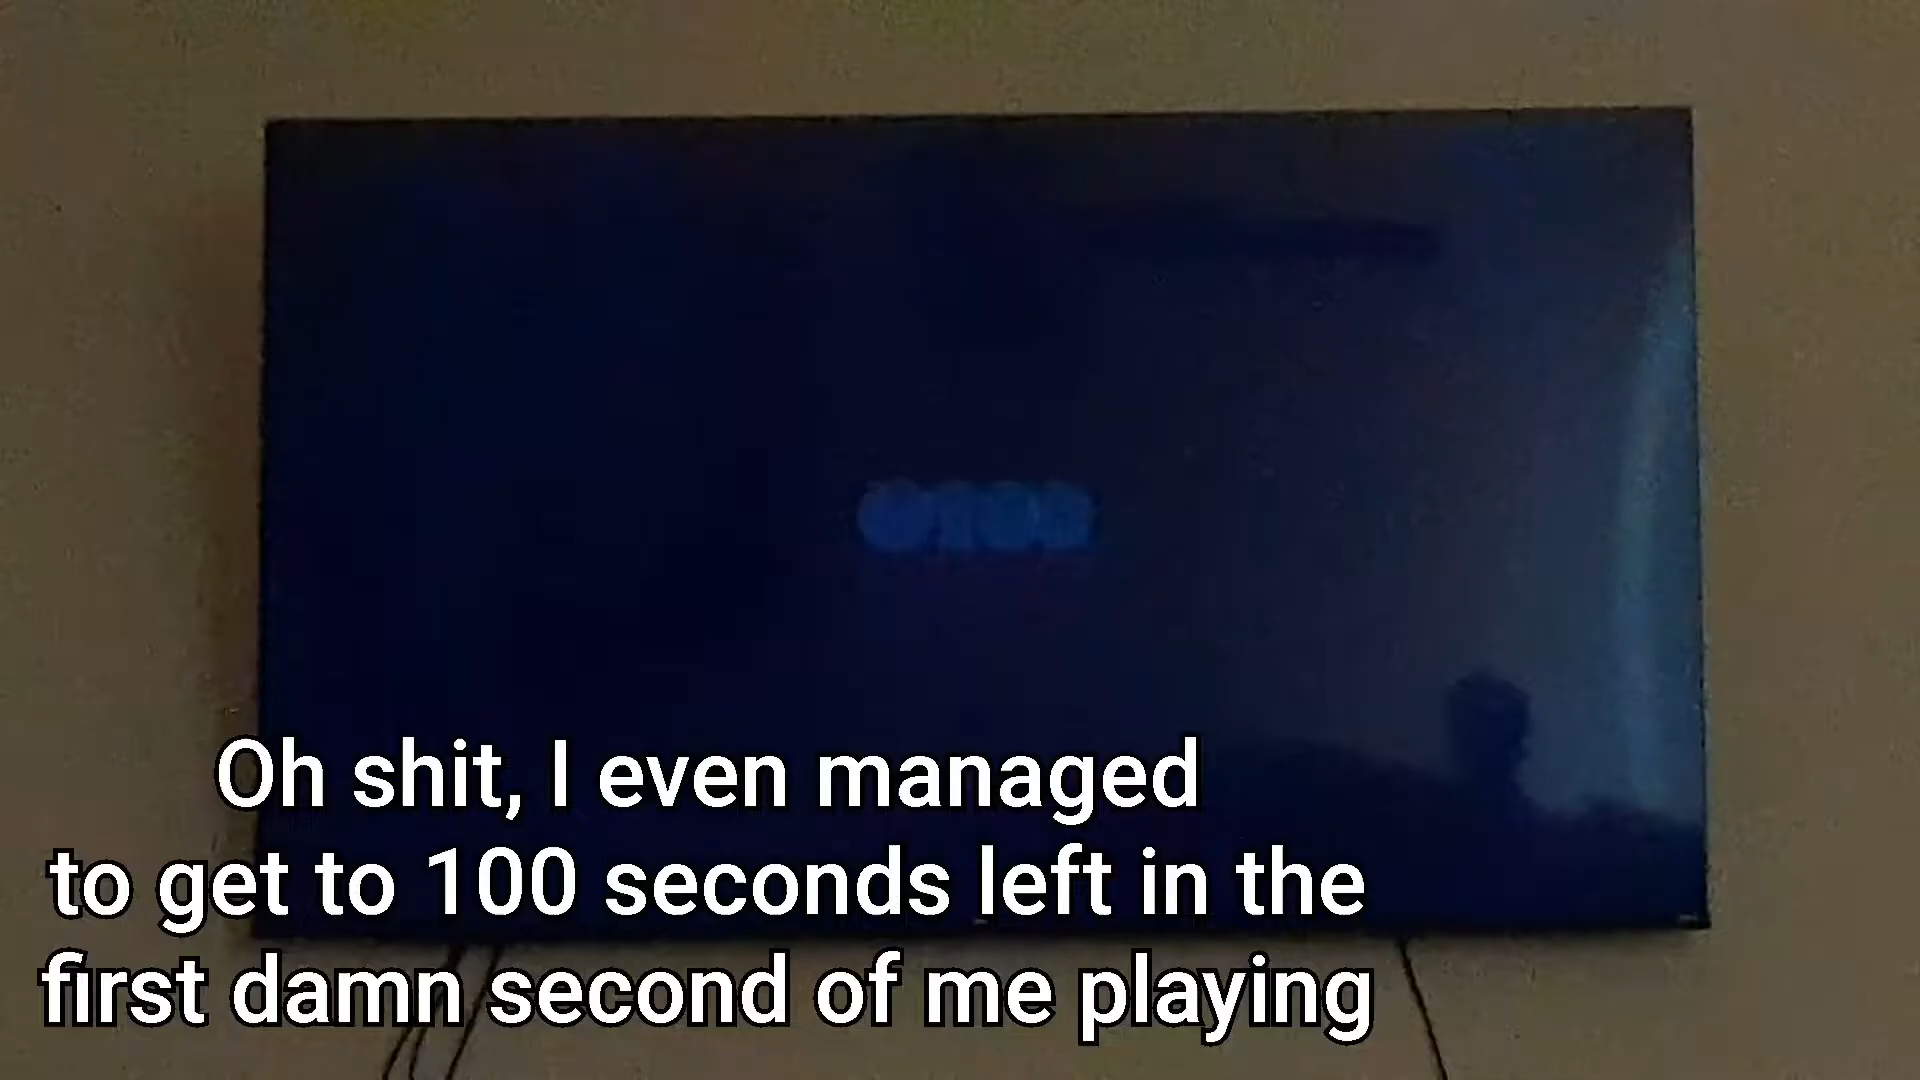 Oh shit, I even managed
to get to 100 seconds left in the
first damn second of me playing